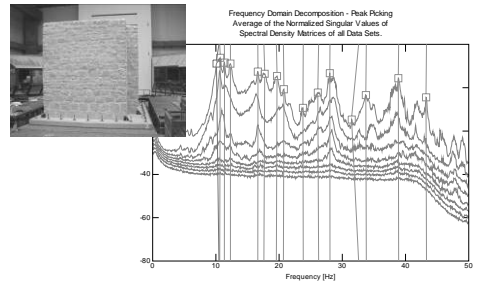 Frequency Domain Decomposition - Peak Picking
Average of the Normalized Singular Values of
Spectral Density Matrices of all Data Sets.
-40
-60
-80
0
10
20
30
40
50
Frequency [Hz]